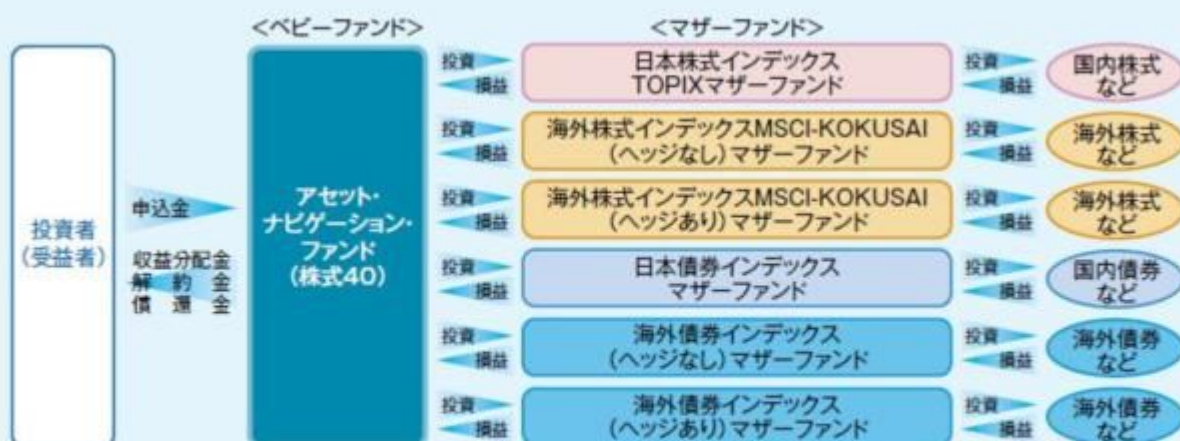 <ベビーファンド>
<マザーファンド>
投資者
(受益者)
申込金
収益分配金
解約金
償還金
アセット・
ナビゲーション・
ファンド
(株式40)
投資
損益
日本株式インデックス
TOPIXマザーファンド
投資
損益
国内株式
など
投資
損益
海外株式インデックスMSCI-KOKUSAI
(ヘッジなし)マザーファンド
投資
損益
海外株式
など
投資
損益
海外株式インデックスMSCI-KOKUSAI
(ヘッジあり)マザーファンド
投資
損益
海外株式
など
投資
損益
日本債券インデックス
マザーファンド
投資
損益
国内債券
など
投資
損益
海外債券インデックス
(ヘッジなし)マザーファンド
投資
損益
海外債券
など
投資
損益
海外債券インデックス
(ヘッジあり)マザーファンド
投資
損益
海外債券
など